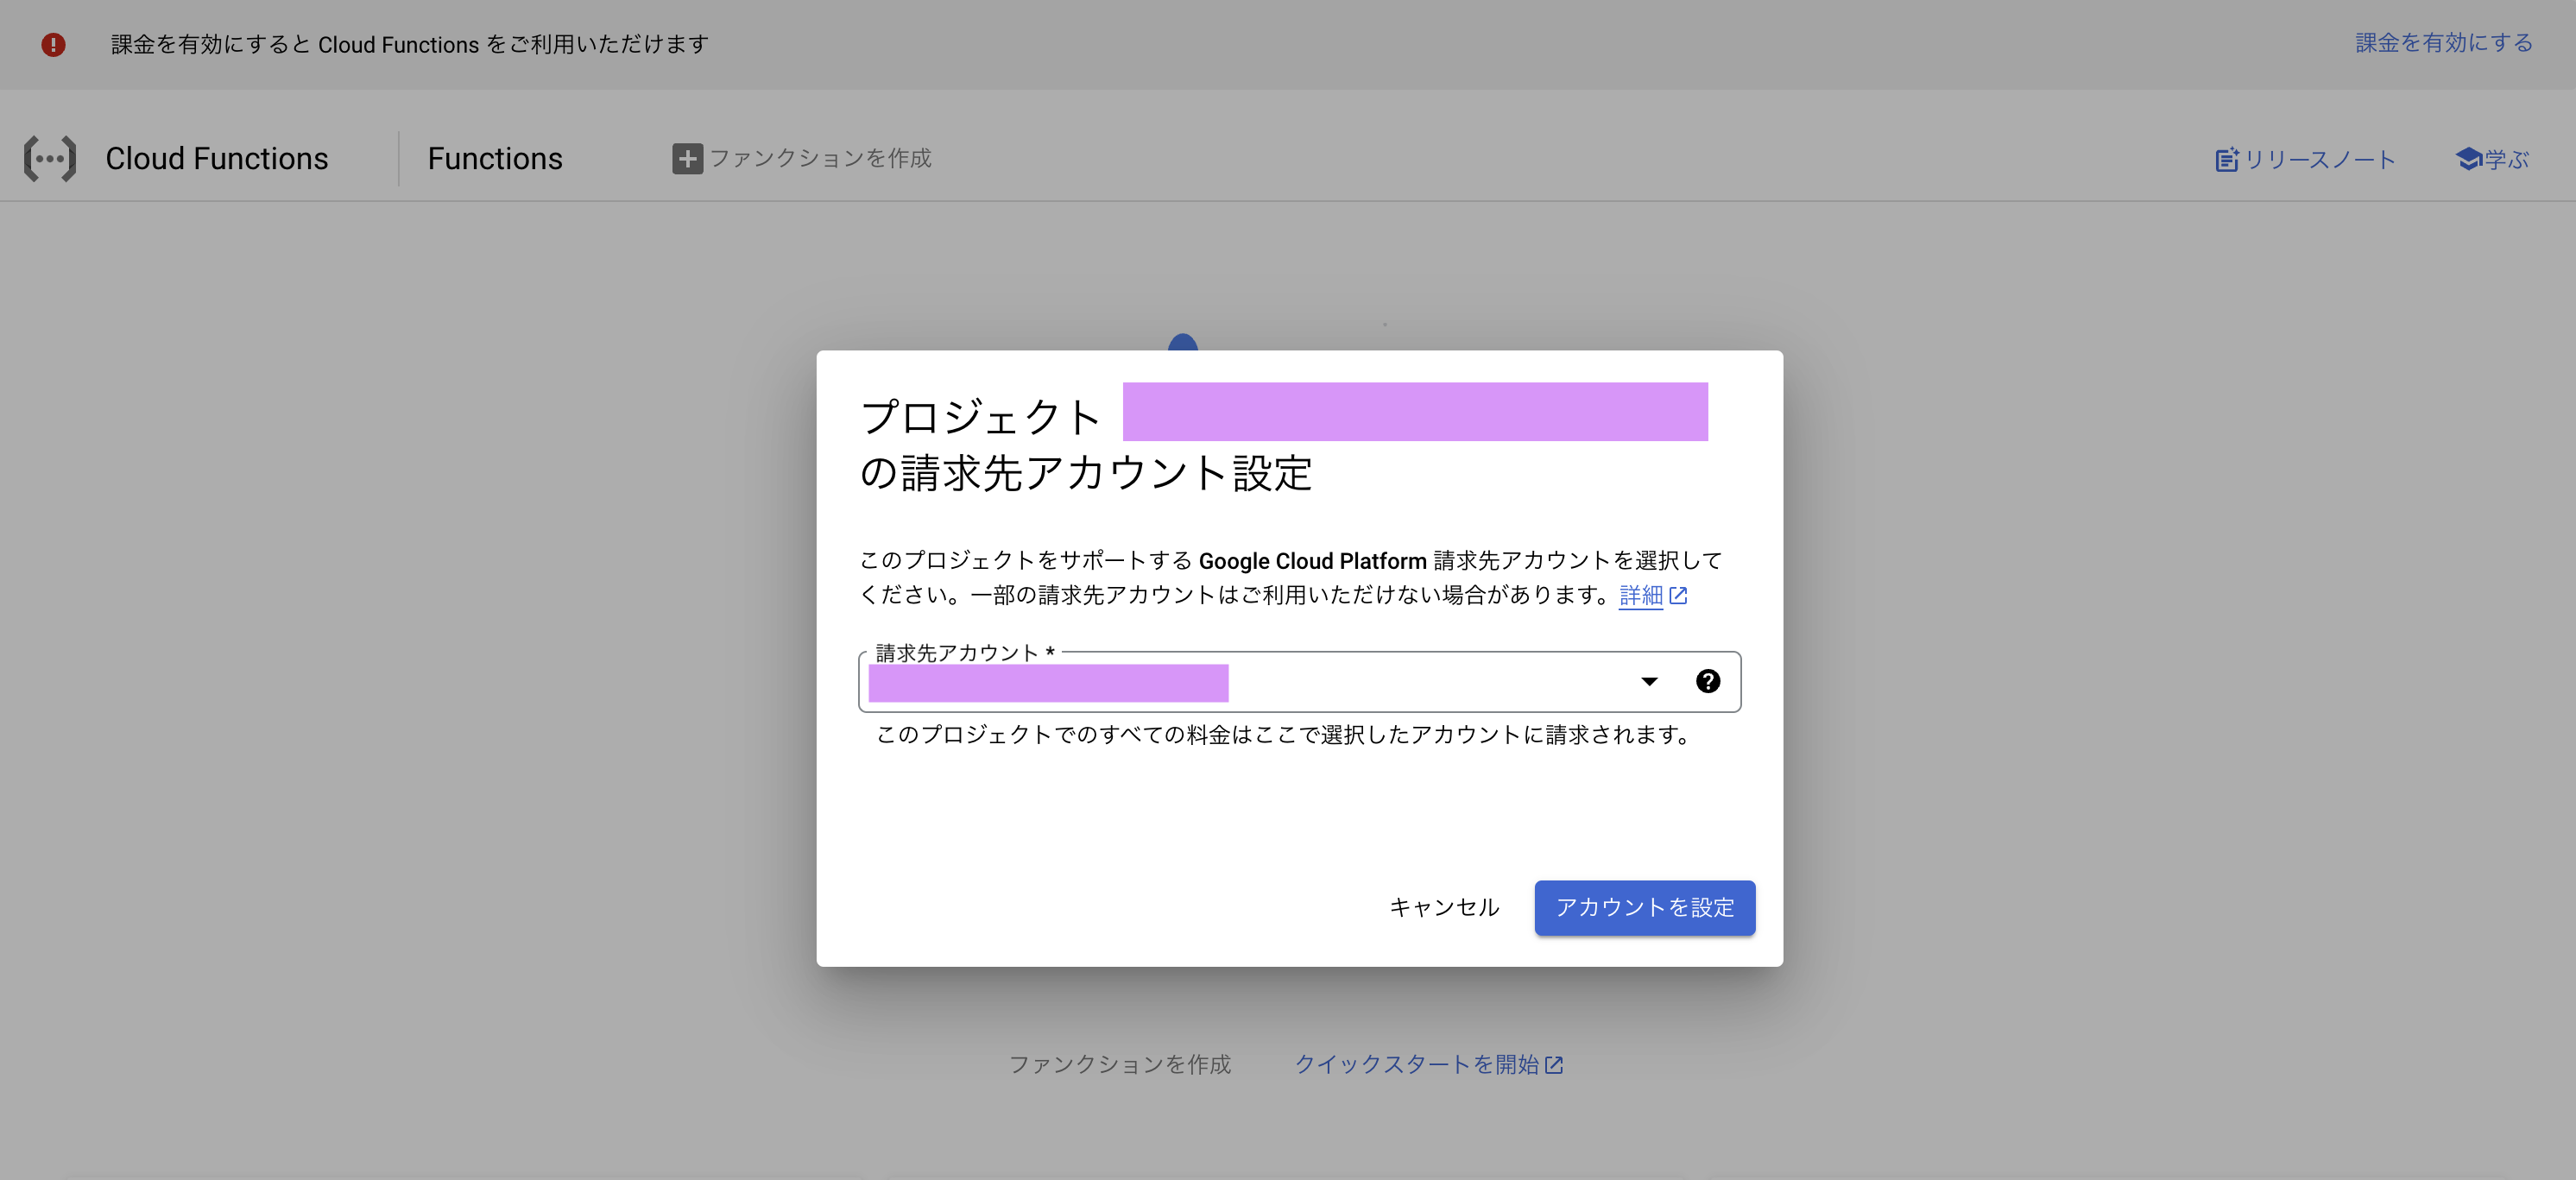 課金を有効にすると Cloud Functions をご利用いただけます
課金を有効にする
Cloud Functions
Functions
ファンクションを作成
リリースノート
学ぶ
プロジェクト
の請求先アカウント設定
このプロジェクトをサポートする Google Cloud Platform 請求先アカウントを選択して
ください。一部の請求先アカウントはご利用いただけない場合があります。詳細
請求先アカウント *
このプロジェクトでのすべての料金はここで選択したアカウントに請求されます。
キャンセル
アカウントを設定
ファンクションを作成
クイックスタートを開始